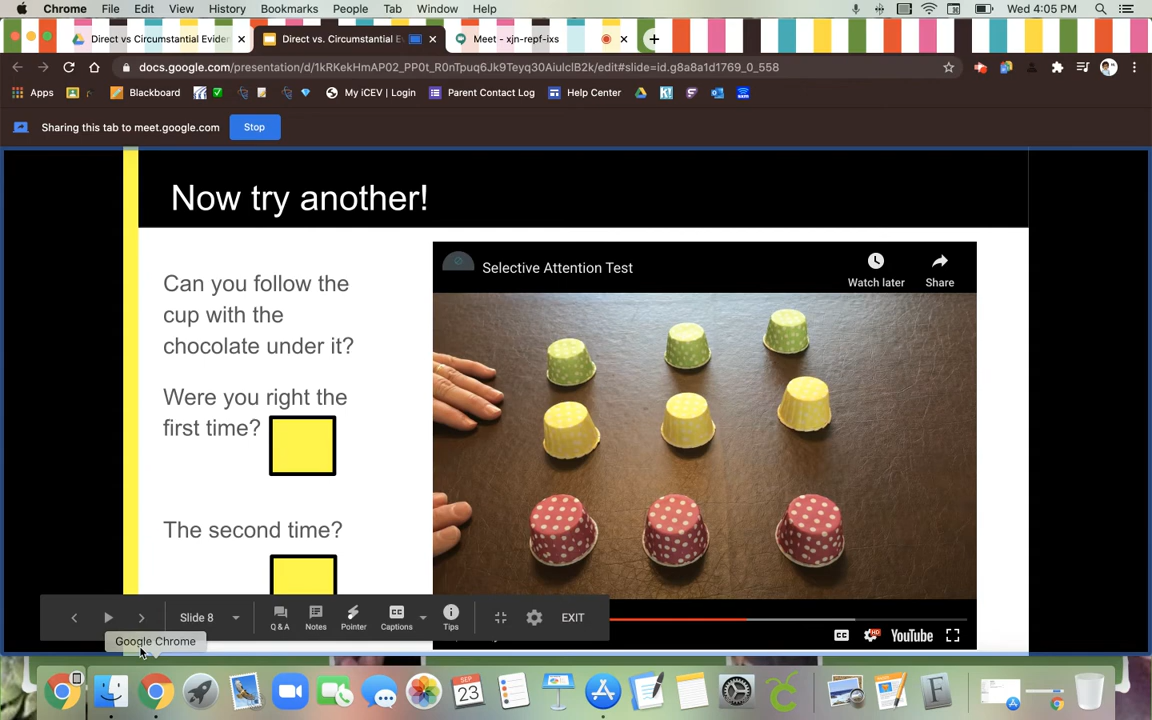 Chrome File Edit View History Bookmarks People Tab Window Help Wed 4:05 PM
Direct vs Circumstantial Eviden Direct vs. Circumstantial E Meet - xjn-repf-ixs
docs.google.com/presentation/d/1kRKekHmAP02_PP0t_R0nTpuq6Jk9Teyq30AiulclB2k/edit#slide=id.g8a8a1d1769_0_558
Apps Blackboard My iCEV | Login Parent Contact Log Help Center
Sharing this tab to meet.google.com Stop
Now try another!
Selective Attention Test
Watch later Share
Can you follow the
cup with the
chocolate under it?
Were you right the
first time?
The second time?
Slide 8 Q & A Notes Pointer Captions Tips EXIT
CC HD YouTube
Google Chrome
SEP
23